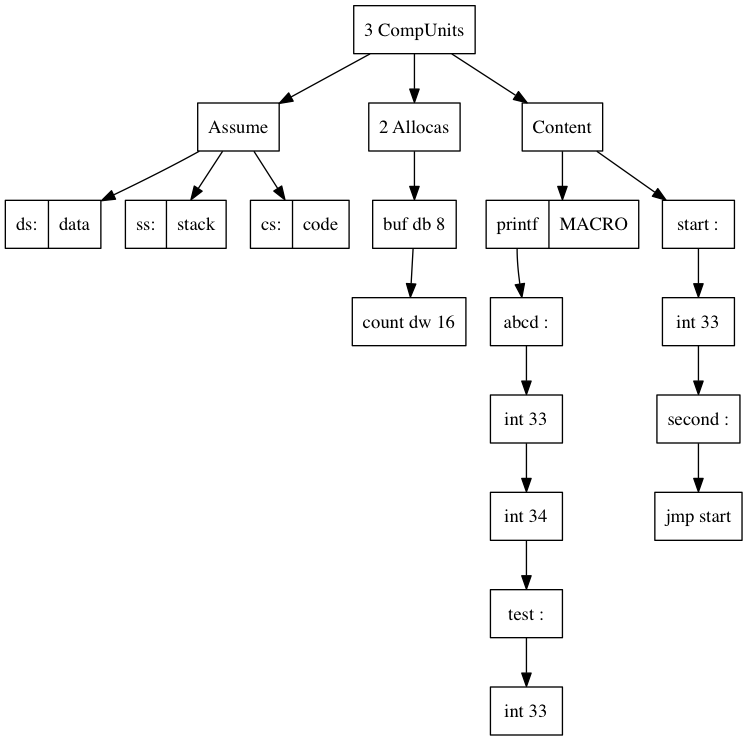 3 CompUnits
Assume
2 Allocas
Content
ds: data
ss: stack
cs: code
buf db 8
printf MACRO
start :
count dw 16
abcd :
int 33
int 33
second :
int 34
jmp start
test :
int 33